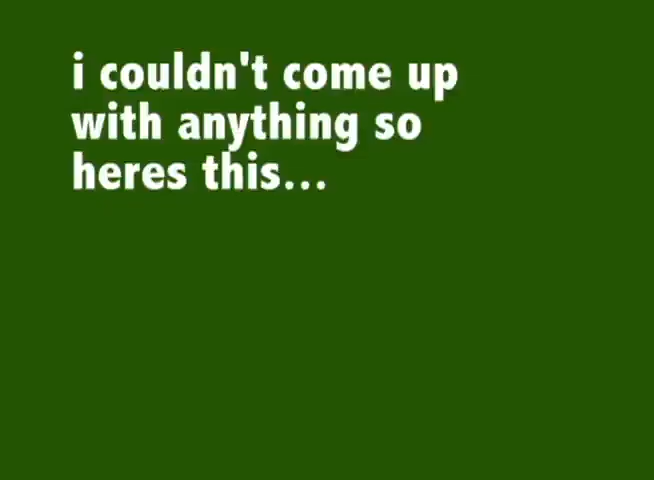 i couldn't come up
with anything so
heres this...